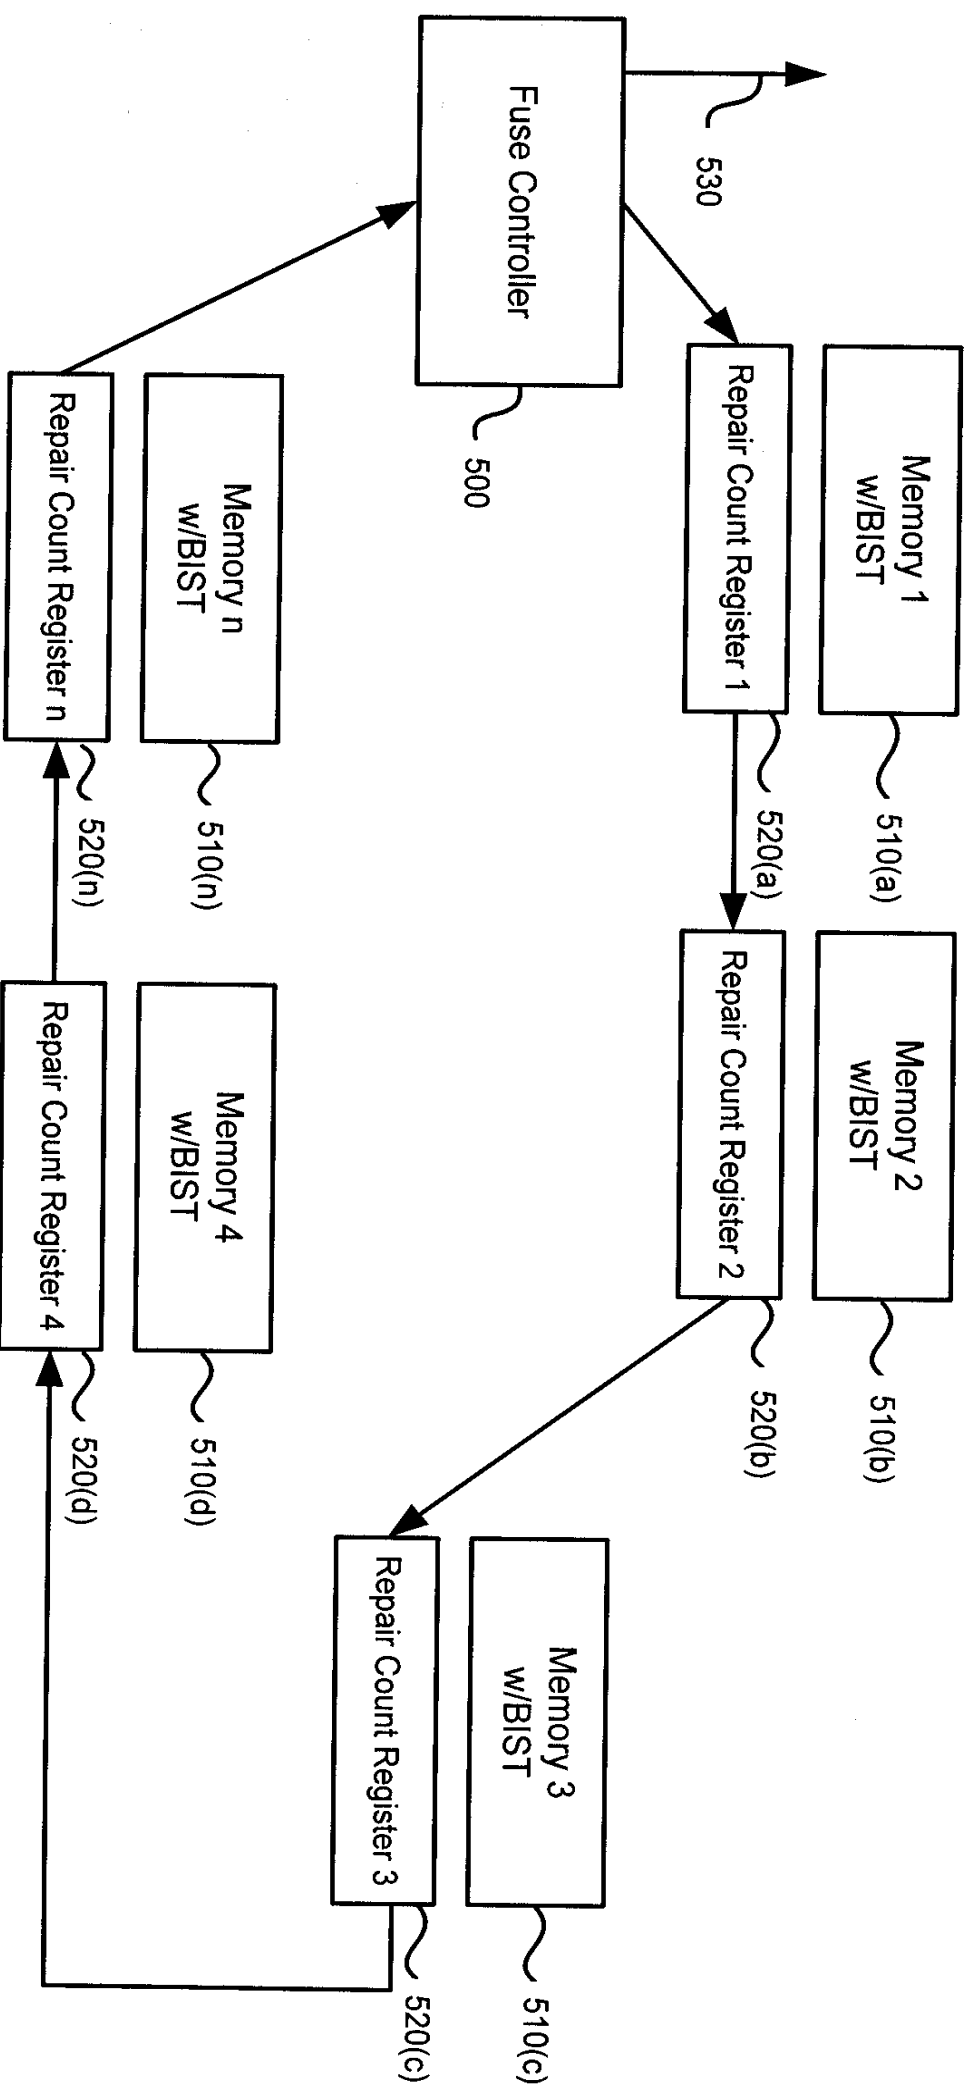 Memory 1
w/BIST
510(a)
Repair Count Register 1
520(a)
Memory 2
w/BIST
510(b)
Repair Count Register 2
520(b)
530
Fuse Controller
500
Memory 3
w/BIST
510(c)
Repair Count Register 3
520(c)
Memory n
w/BIST
510(n)
Repair Count Register n
520(n)
Memory 4
w/BIST
510(d)
Repair Count Register 4
520(d)